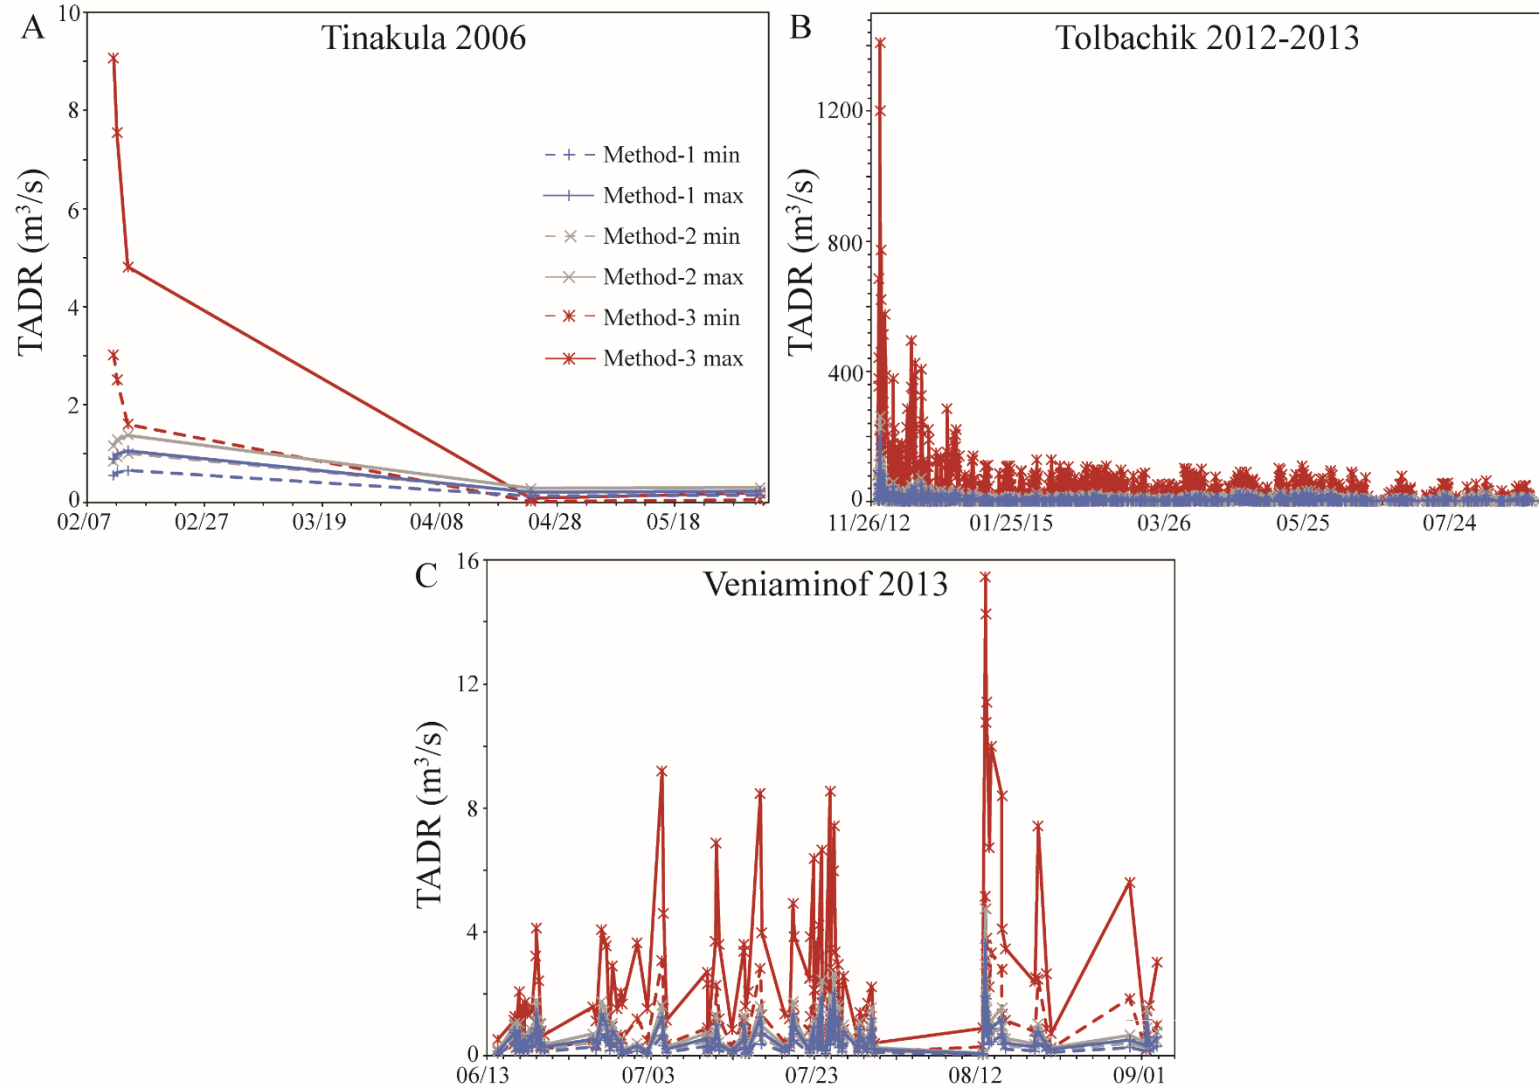 A
Tinakula 2006
TADR (m³/s)
10
8
6
4
2
0
02/07
02/27
03/19
04/08
04/28
05/18
Method-1 min
Method-1 max
Method-2 min
Method-2 max
Method-3 min
Method-3 max
B
Tolbachik 2012-2013
TADR (m³/s)
1200
800
400
0
11/26/12
01/25/15
03/26
05/25
07/24
C
Veniaminof 2013
TADR (m³/s)
16
12
8
4
0
06/13
07/03
07/23
08/12
09/01